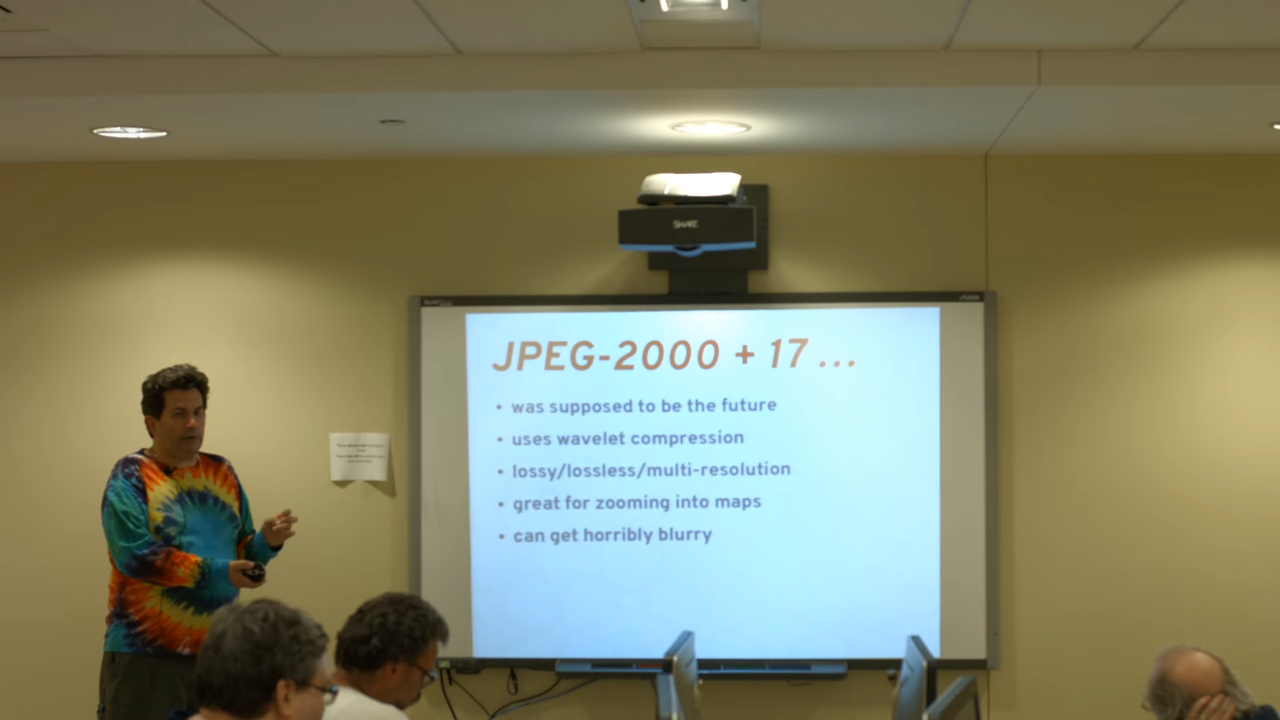 SMART
JPEG-2000 + 17 ...
• was supposed to be the future
• uses wavelet compression
• lossy/lossless/multi-resolution
• great for zooming into maps
• can get horribly blurry